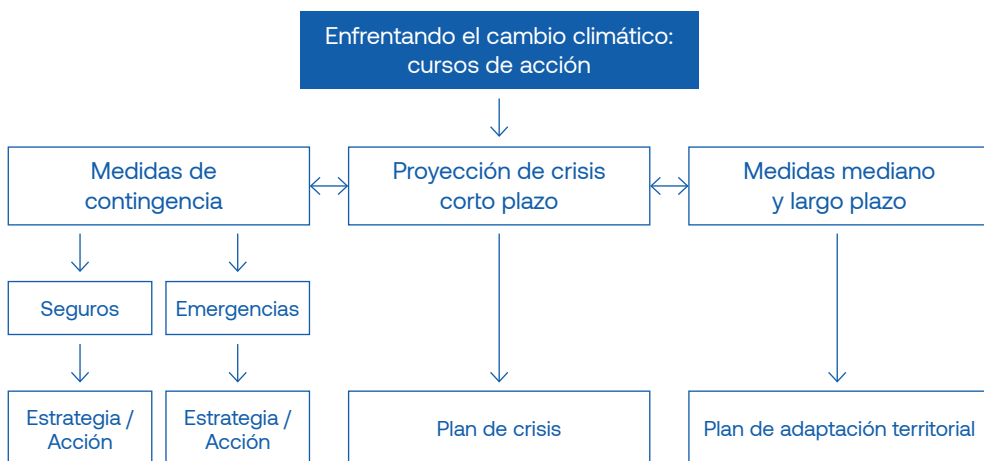 Enfrentando el cambio climático:
cursos de acción
Medidas de
contingencia
Proyección de crisis
corto plazo
Medidas mediano
y largo plazo
Seguros
Emergencias
Estrategia /
Acción
Estrategia /
Acción
Plan de crisis
Plan de adaptación territorial